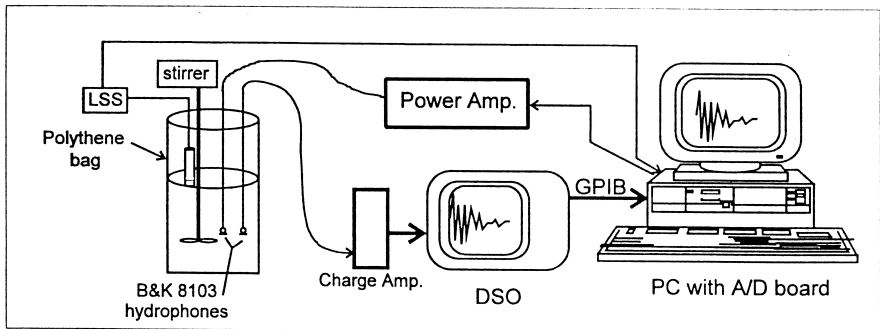 stirrer
LSS
Power Amp.
Polythene
bag
GPIB
Charge Amp.
B&K 8103
hydrophones
DSO
PC with A/D board